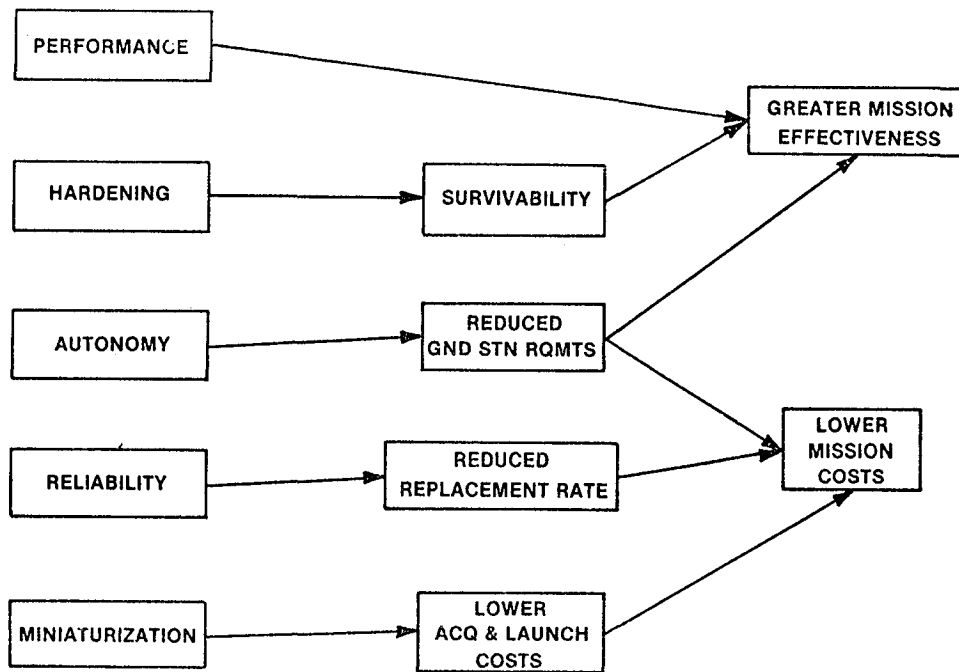 PERFORMANCE
GREATER MISSION
EFFECTIVENESS
HARDENING
SURVIVABILITY
AUTONOMY
REDUCED
GND STN RQMTS
LOWER
MISSION
COSTS
RELIABILITY
REDUCED
REPLACEMENT RATE
MINIATURIZATION
LOWER
ACQ & LAUNCH
COSTS